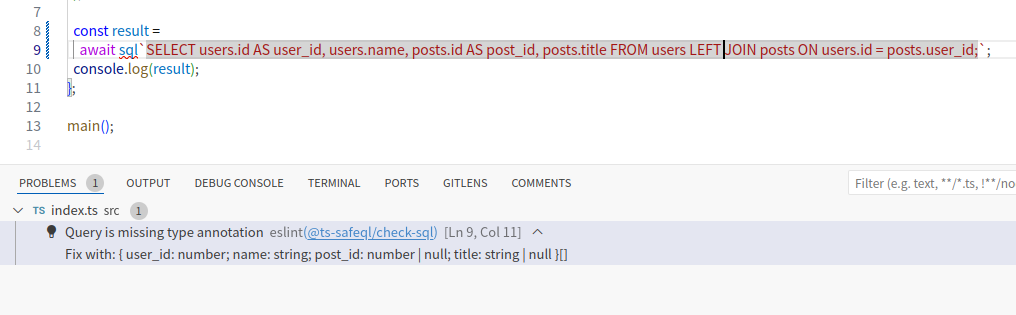 7
8 const result =
9 await sql`SELECT users.id AS user_id, users.name, posts.id AS post_id, posts.title FROM users LEFT JOIN posts ON users.id = posts.user_id;`;
10 console.log(result);
11 };
12
13 main();
14
PROBLEMS 1 OUTPUT DEBUG CONSOLE TERMINAL PORTS GITLENS COMMENTS Filter (e.g. text, **/*.ts, !**/no
TS index.ts src 1
Query is missing type annotation eslint(@ts-safeql/check-sql) [Ln 9, Col 11]
Fix with: { user_id: number; name: string; post_id: number | null; title: string | null }[]